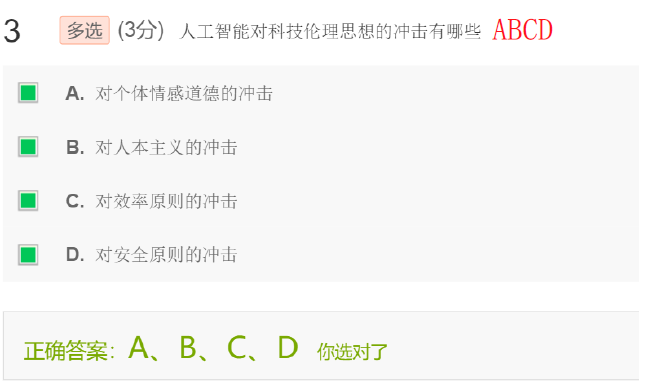 3 多选 (3分) 人工智能对科技伦理思想的冲击有哪些 ABCD
A. 对个体情感道德的冲击
B. 对人本主义的冲击
C. 对效率原则的冲击
D. 对安全原则的冲击
正确答案：A、B、C、D 你选对了